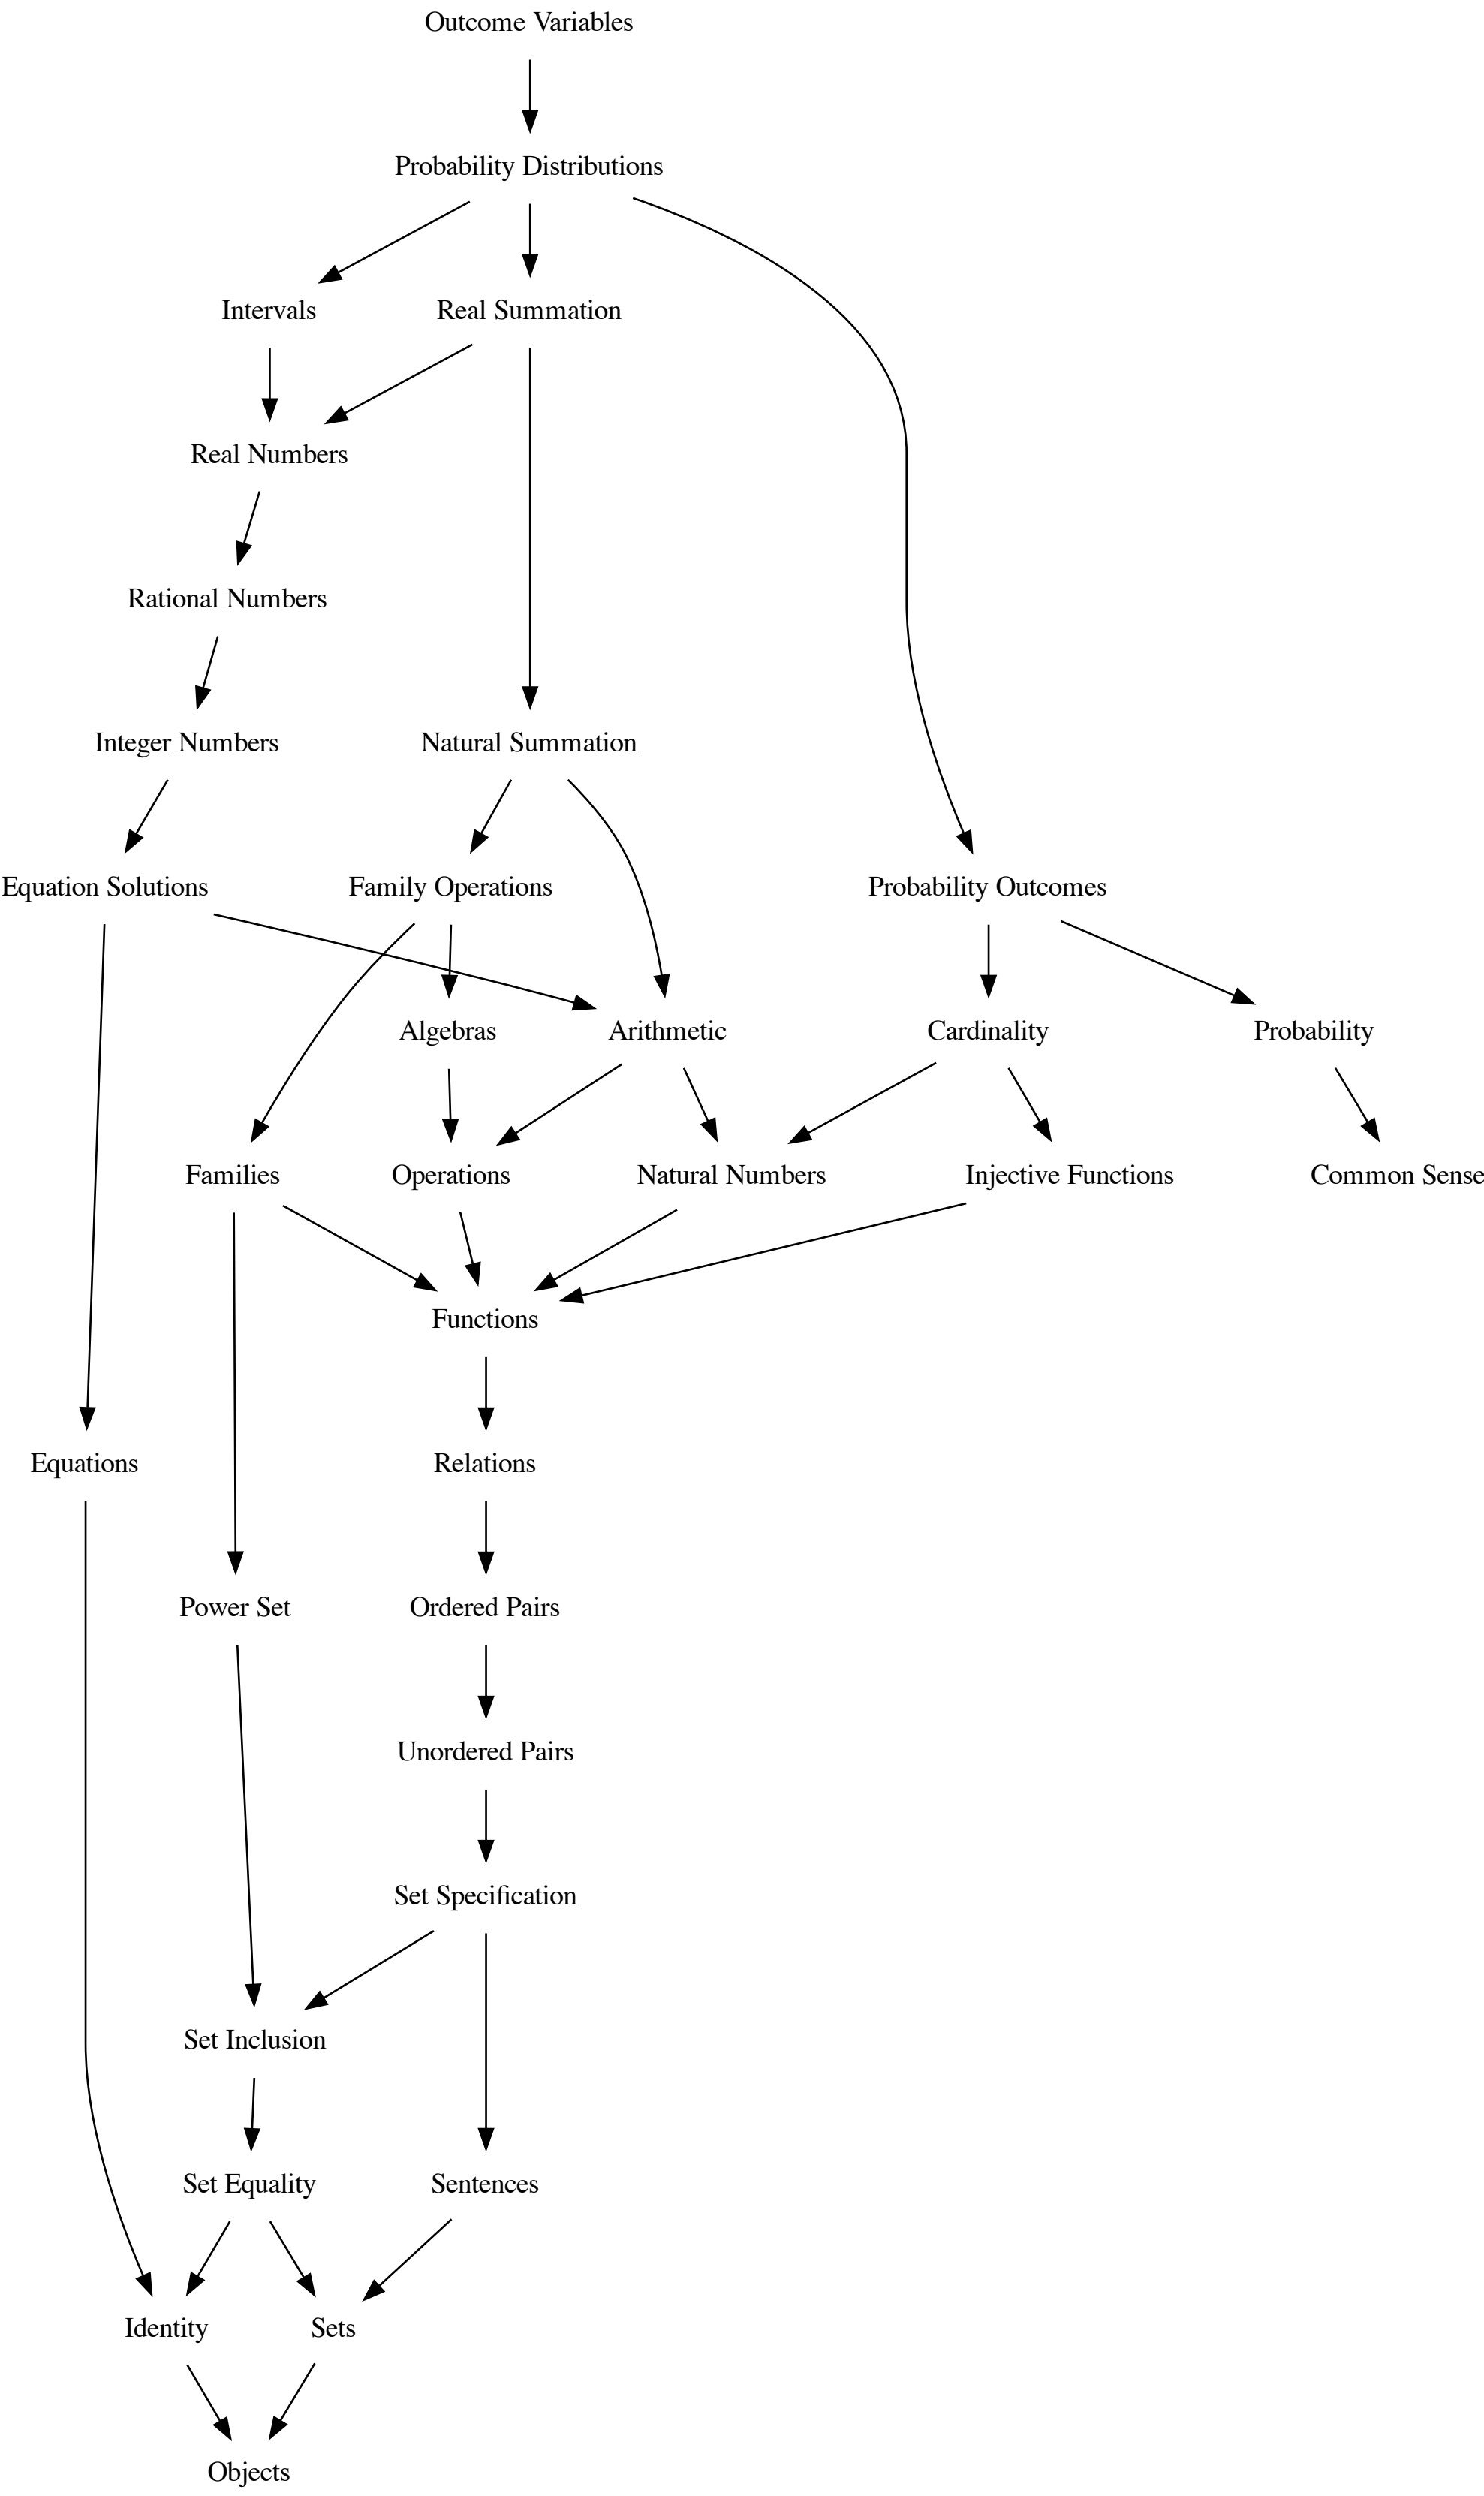 Outcome Variables
Probability Distributions
Intervals
Real Summation
Real Numbers
Rational Numbers
Integer Numbers
Natural Summation
Equation Solutions
Family Operations
Probability Outcomes
Algebras
Arithmetic
Cardinality
Probability
Families
Operations
Natural Numbers
Injective Functions
Common Sense
Functions
Equations
Relations
Power Set
Ordered Pairs
Unordered Pairs
Set Specification
Set Inclusion
Set Equality
Sentences
Identity
Sets
Objects